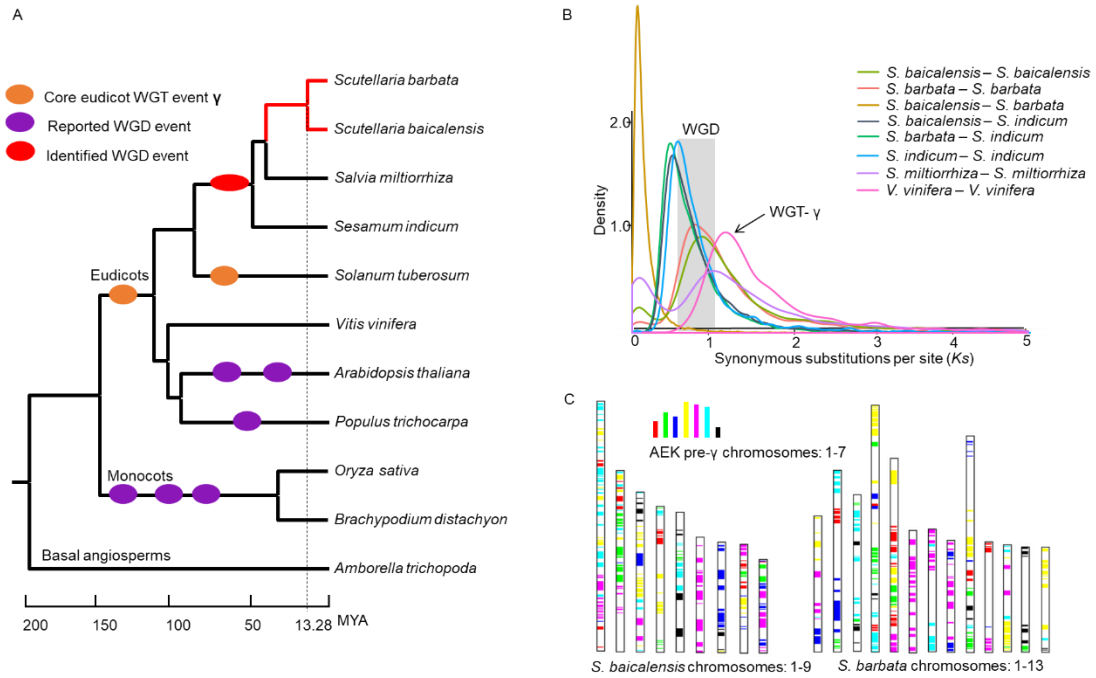 A
Core eudicot WGT event γ
Reported WGD event
Identified WGD event
Scutellaria barbata
Scutellaria baicalensis
Salvia miltiorrhiza
Sesamum indicum
Solanum tuberosum
Vitis vinifera
Arabidopsis thaliana
Populus trichocarpa
Oryza sativa
Brachypodium distachyon
Amborella trichopoda
Eudicots
Monocots
Basal angiosperms
200 150 100 50 13.28 MYA
B
S. baicalensis – S. baicalensis
S. barbata – S. barbata
S. baicalensis – S. barbata
S. baicalensis – S. indicum
S. barbata – S. indicum
S. indicum – S. indicum
S. miltiorrhiza – S. miltiorrhiza
V. vinifera – V. vinifera
WGD
WGT- γ
2.0
1.0
Density
0 1 2 3 4 5
Synonymous substitutions per site (Ks)
C
AEK pre-γ chromosomes: 1-7
S. baicalensis chromosomes: 1-9
S. barbata chromosomes: 1-13